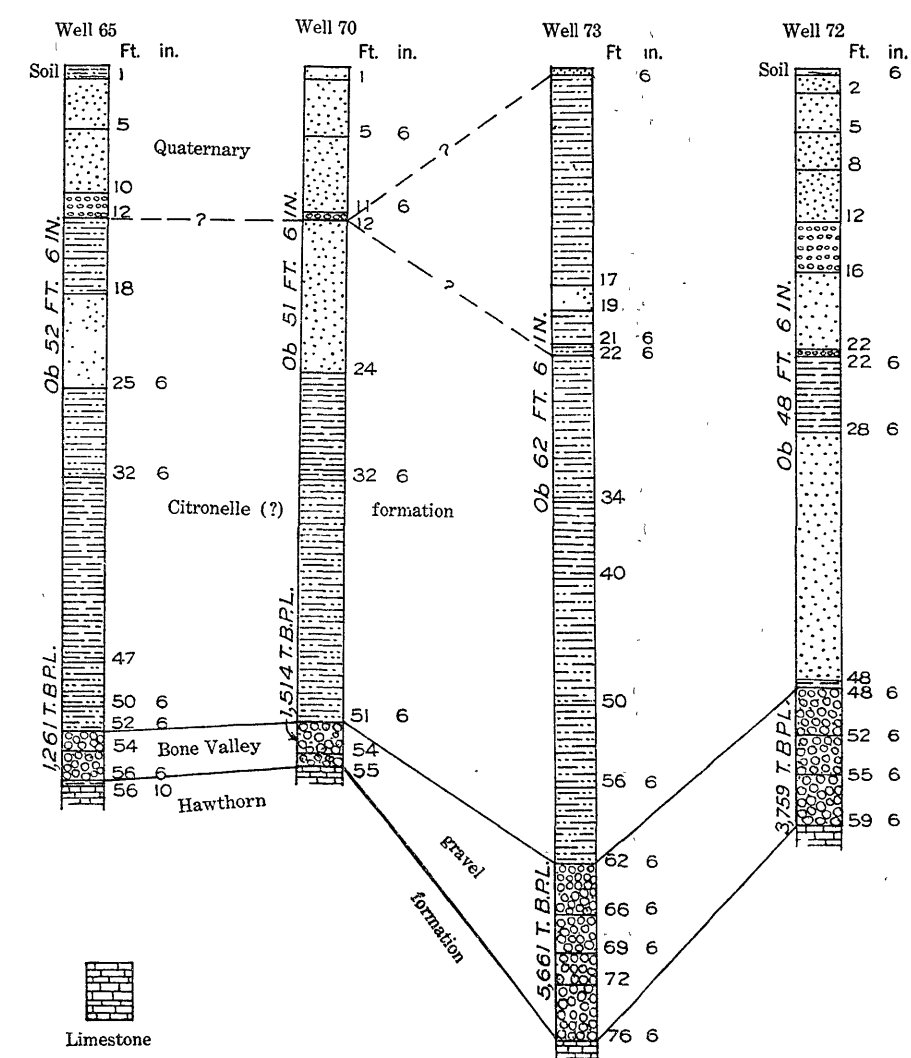 Well 65
Ft. in.
Soil 1
5
10
12
18
25 6
32 6
47
50 6
52 6
54
56 6
56 10
Ob 52 FT. 6 IN.
1,261 T.B.P.L.
Well 70
Ft. in.
1
5 6
11 6
12
24
32 6
51 6
54
55
Ob 51 FT. 6 IN.
1,514 T.B.P.L.
Well 73
Ft. in.
6
17
19
21 6
22 6
34
40
50
56 6
62 6
66 6
69 6
72
76 6
Ob 62 FT. 6 IN.
5,661 T.B.P.L.
Well 72
Ft. in.
Soil 6
2
5
8
12
16
22
22 6
28 6
48
48 6
52 6
55 6
59 6
Ob 48 FT. 6 IN.
3,759 T.B.P.L.
Quaternary
?
?
?
Citronelle (?) formation
Bone Valley gravel
Hawthorn formation
Limestone